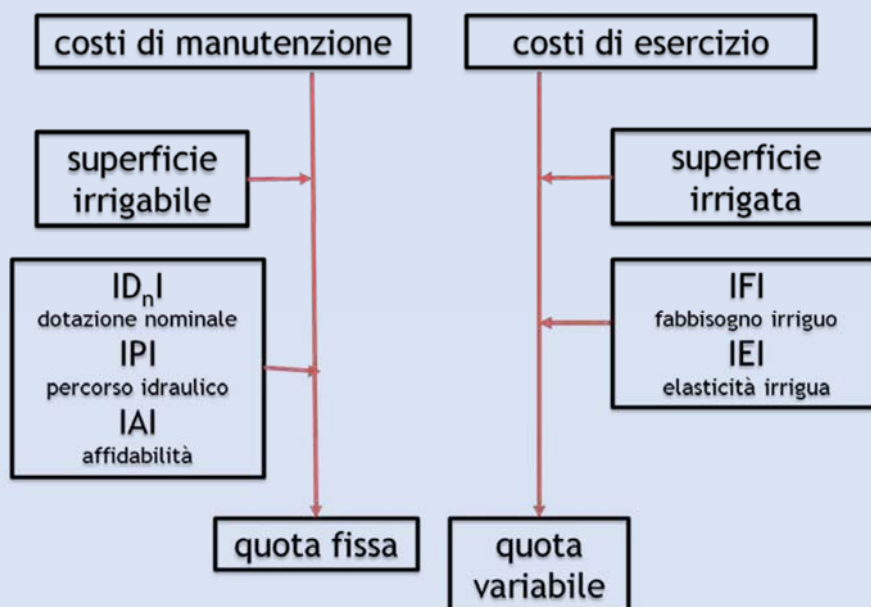 costi di manutenzione
costi di esercizio
superficie
irrigabile
superficie
irrigata
IDnI
dotazione nominale
IPI
percorso idraulico
IAI
affidabilità
IFI
fabbisogno irriguo
IEI
elasticità irrigua
quota fissa
quota
variabile